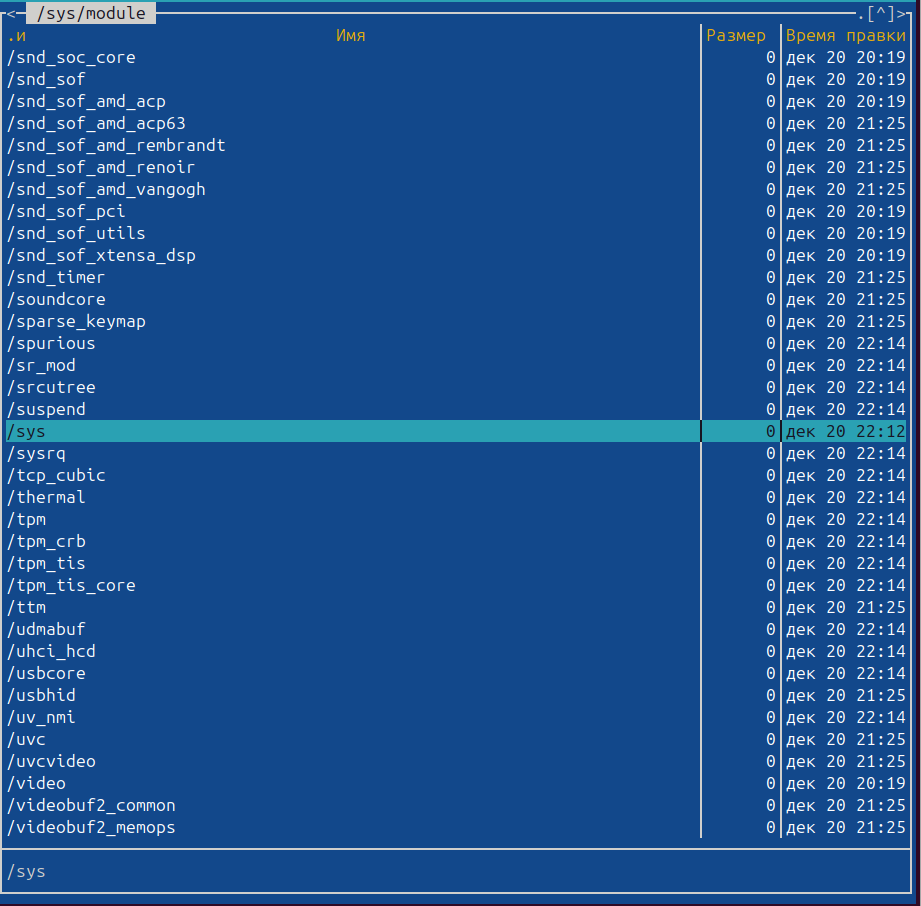 <─ /sys/module .[^]>
.и Имя Размер Время правки
/snd_soc_core 0 дек 20 20:19
/snd_sof 0 дек 20 20:19
/snd_sof_amd_acp 0 дек 20 20:19
/snd_sof_amd_acp63 0 дек 20 21:25
/snd_sof_amd_rembrandt 0 дек 20 21:25
/snd_sof_amd_renoir 0 дек 20 21:25
/snd_sof_amd_vangogh 0 дек 20 21:25
/snd_sof_pci 0 дек 20 20:19
/snd_sof_utils 0 дек 20 20:19
/snd_sof_xtensa_dsp 0 дек 20 20:19
/snd_timer 0 дек 20 21:25
/soundcore 0 дек 20 21:25
/sparse_keymap 0 дек 20 21:25
/spurious 0 дек 20 22:14
/sr_mod 0 дек 20 22:14
/srcutree 0 дек 20 22:14
/suspend 0 дек 20 22:14
/sys 0 дек 20 22:12
/sysrq 0 дек 20 22:14
/tcp_cubic 0 дек 20 22:14
/thermal 0 дек 20 22:14
/tpm 0 дек 20 22:14
/tpm_crb 0 дек 20 22:14
/tpm_tis 0 дек 20 22:14
/tpm_tis_core 0 дек 20 22:14
/ttm 0 дек 20 21:25
/udmabuf 0 дек 20 22:14
/uhci_hcd 0 дек 20 22:14
/usbcore 0 дек 20 22:14
/usbhid 0 дек 20 21:25
/uv_nmi 0 дек 20 22:14
/uvc 0 дек 20 21:25
/uvcvideo 0 дек 20 21:25
/video 0 дек 20 20:19
/videobuf2_common 0 дек 20 21:25
/videobuf2_memops 0 дек 20 21:25
/sys